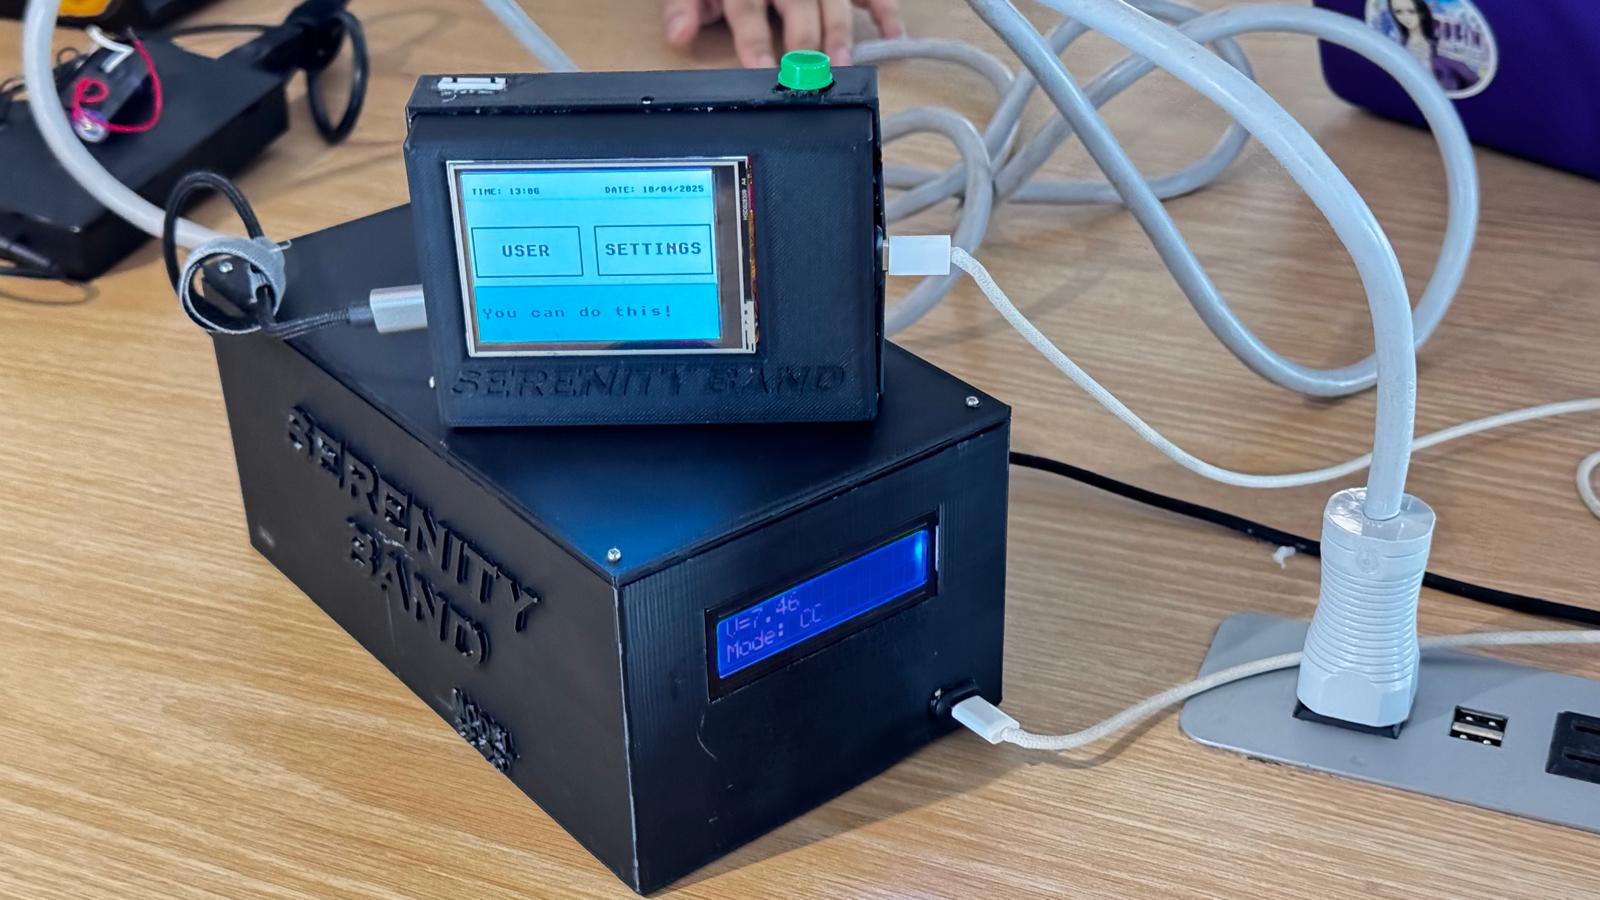 TIME: 13:06 DATE: 18/04/2025
USER SETTINGS
You can do this!
SERENITY BAND
SERENITY
BAND
U=7.46
Mode: CC